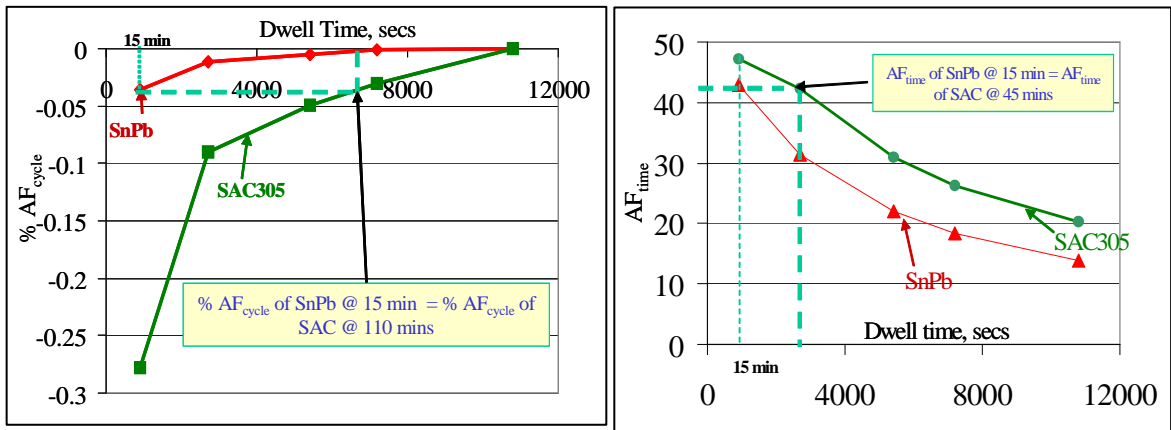 Dwell Time, secs
15 min
0
-0.05
-0.1
-0.15
-0.2
-0.25
-0.3
0
4000
8000
12000
% AFcycle
SnPb
SAC305
% AFcycle of SnPb @ 15 min = % AFcycle of
SAC @ 110 mins
50
40
30
20
10
0
AFtime
AFtime of SnPb @ 15 min = AFtime
of SAC @ 45 mins
SAC305
SnPb
Dwell time, secs
15 min
0
4000
8000
12000